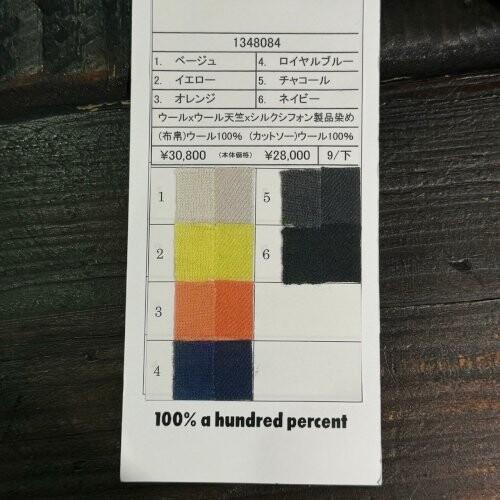 1348084
1. ベージュ 4. ロイヤルブルー
2. イエロー 5. チャコール
3. オレンジ 6. ネイビー
ウールxウール天竺xシルクシフォン製品染め
(布帛)ウール100% (カットソー)ウール100%
¥30,800 (本体価格) ¥28,000 9/下
1 5
2 6
3
4
100% a hundred percent